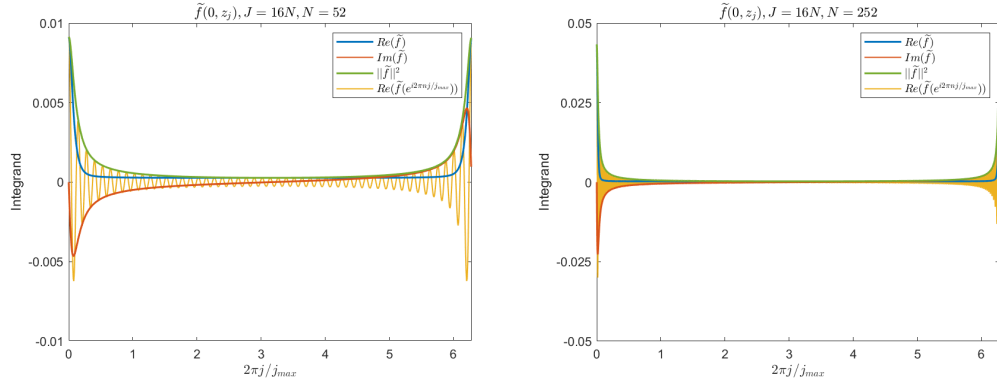 f̃(0, z_j), J = 16N, N = 52
0.01
0.005
0
-0.005
-0.01
Integrand
0 1 2 3 4 5 6
2πj/j_max
Re(f̃)
Im(f̃)
||f̃||²
Re(f̃(e^{i2πnj/j_max}))
f̃(0, z_j), J = 16N, N = 252
0.05
0.025
0
-0.025
-0.05
Integrand
0 1 2 3 4 5 6
2πj/j_max
Re(f̃)
Im(f̃)
||f̃||²
Re(f̃(e^{i2πnj/j_max}))